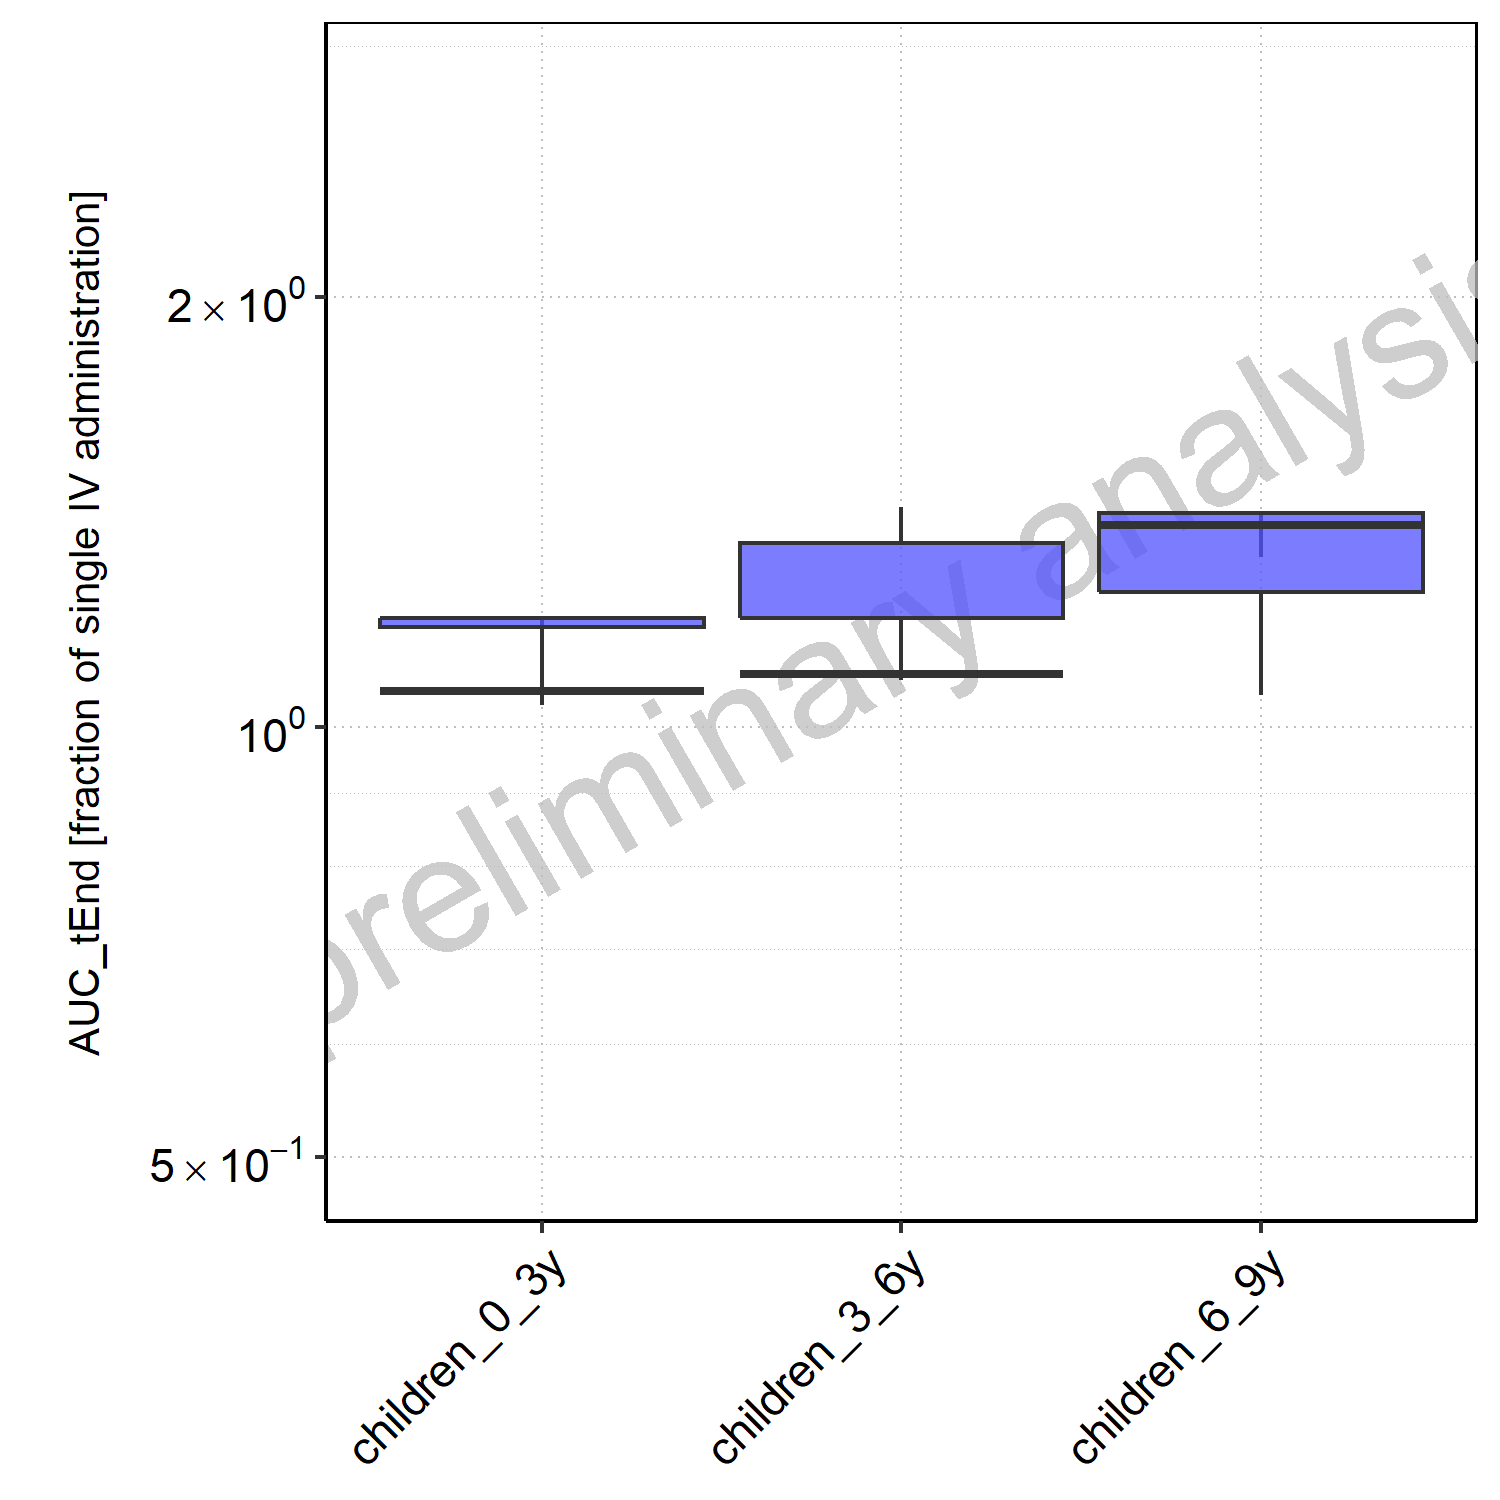 AUC_tEnd [fraction of single IV administration]
2 × 10⁰
10⁰
5 × 10⁻¹
preliminary analysis
children_0_3y
children_3_6y
children_6_9y